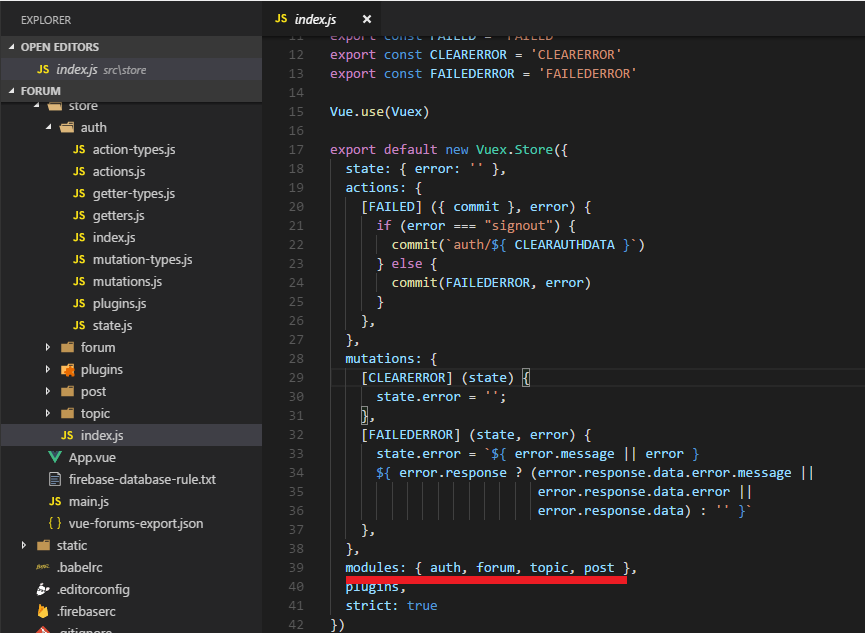 EXPLORER
OPEN EDITORS
JS index.js src\store
FORUM
store
auth
JS action-types.js
JS actions.js
JS getter-types.js
JS getters.js
JS index.js
JS mutation-types.js
JS mutations.js
JS plugins.js
JS state.js
forum
plugins
post
topic
JS index.js
App.vue
firebase-database-rule.txt
JS main.js
{ } vue-forums-export.json
static
.babelrc
.editorconfig
.firebaserc
.gitignore
JS index.js ×
11 export const FAILED = 'FAILED'
12 export const CLEARERROR = 'CLEARERROR'
13 export const FAILEDERROR = 'FAILEDERROR'
14
15 Vue.use(Vuex)
16
17 export default new Vuex.Store({
18 state: { error: '' },
19 actions: {
20 [FAILED] ({ commit }, error) {
21 if (error === "signout") {
22 commit(`auth/${ CLEARAUTHDATA }`)
23 } else {
24 commit(FAILEDERROR, error)
25 }
26 },
27 },
28 mutations: {
29 [CLEARERROR] (state) {
30 state.error = '';
31 },
32 [FAILEDERROR] (state, error) {
33 state.error = `${ error.message || error }
34 ${ error.response ? (error.response.data.error.message ||
35 error.response.data.error ||
36 error.response.data) : '' }`
37 },
38 },
39 modules: { auth, forum, topic, post },
40 plugins,
41 strict: true
42 })